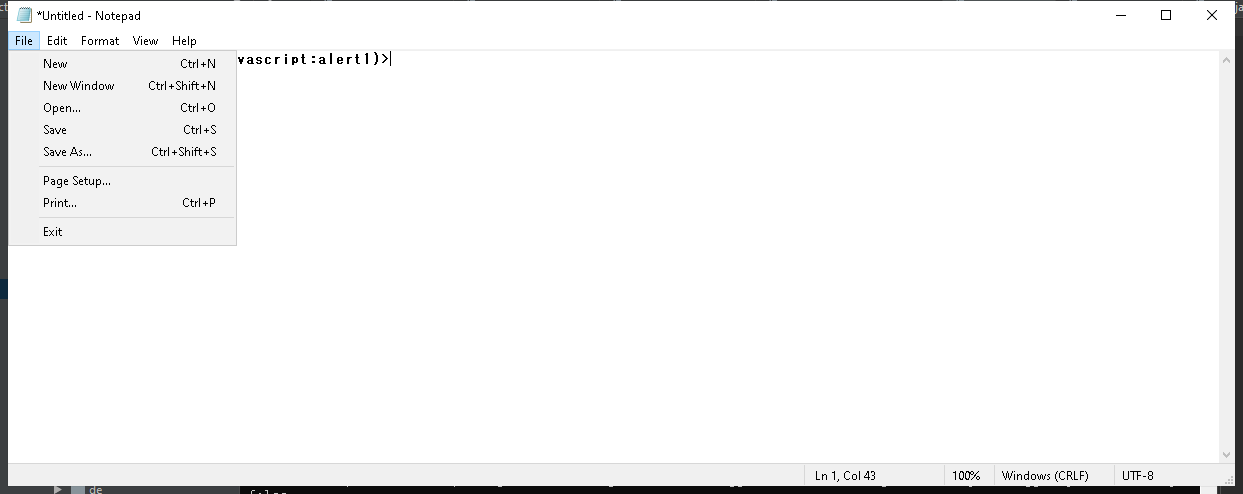 *Untitled - Notepad
File Edit Format View Help
vascript:alert1)>
New Ctrl+N
New Window Ctrl+Shift+N
Open... Ctrl+O
Save Ctrl+S
Save As... Ctrl+Shift+S
Page Setup...
Print... Ctrl+P
Exit
Ln 1, Col 43 100% Windows (CRLF) UTF-8
de